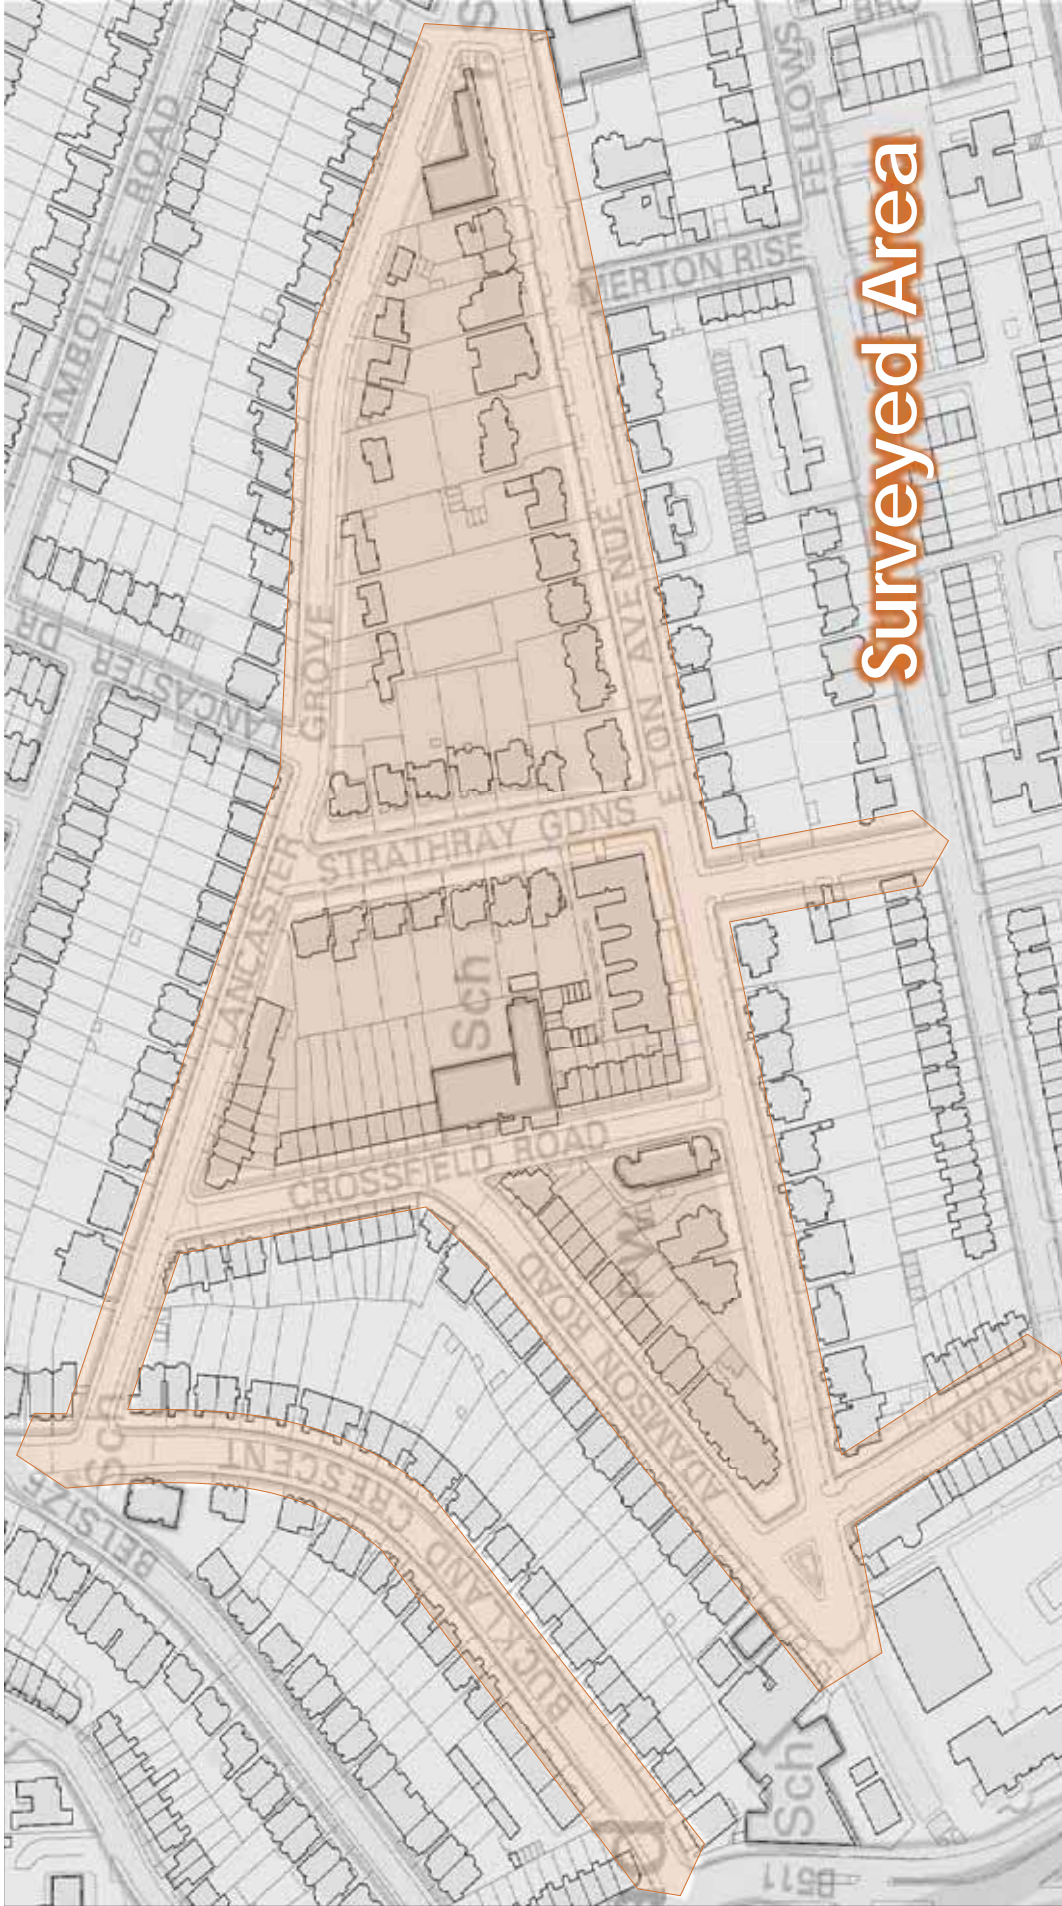 Surveyed Area
LAMBOLLE ROAD
LANCASTER
GROVE
LANCASTER
STRATHRAY GDNS
ETON AVENUE
MERTON RISE
FELLOWS
CROSSFIELD ROAD
ADAMSON ROAD
BUCKLAND CRESCENT
BELSIZE
Sch
Sch
Sch
B511